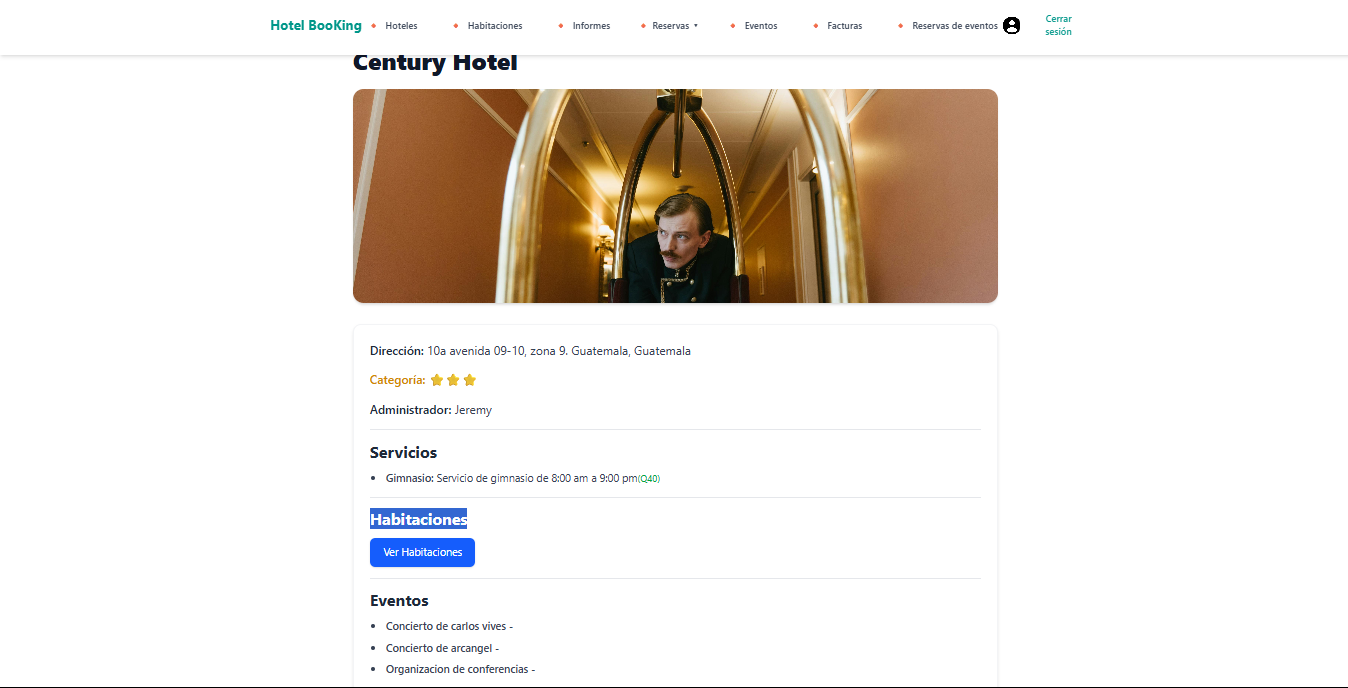 Hotel BooKing
Hoteles
Habitaciones
Informes
Reservas
Eventos
Facturas
Reservas de eventos
Cerrar
sesión
Century Hotel
Dirección: 10a avenida 09-10, zona 9. Guatemala, Guatemala
Categoría:
Administrador: Jeremy
Servicios
Gimnasio: Servicio de gimnasio de 8:00 am a 9:00 pm(Q40)
Habitaciones
Ver Habitaciones
Eventos
Concierto de carlos vives -
Concierto de arcangel -
Organizacion de conferencias -